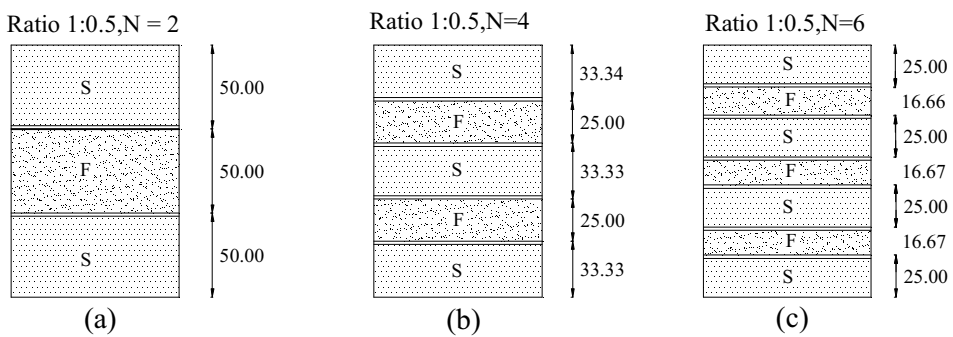 Ratio 1:0.5,N = 2
S
F
S
50.00
50.00
50.00
(a)
Ratio 1:0.5,N=4
S
F
S
F
S
33.34
25.00
33.33
25.00
33.33
(b)
Ratio 1:0.5,N=6
S
F
S
F
S
F
S
25.00
16.66
25.00
16.67
25.00
16.67
25.00
(c)